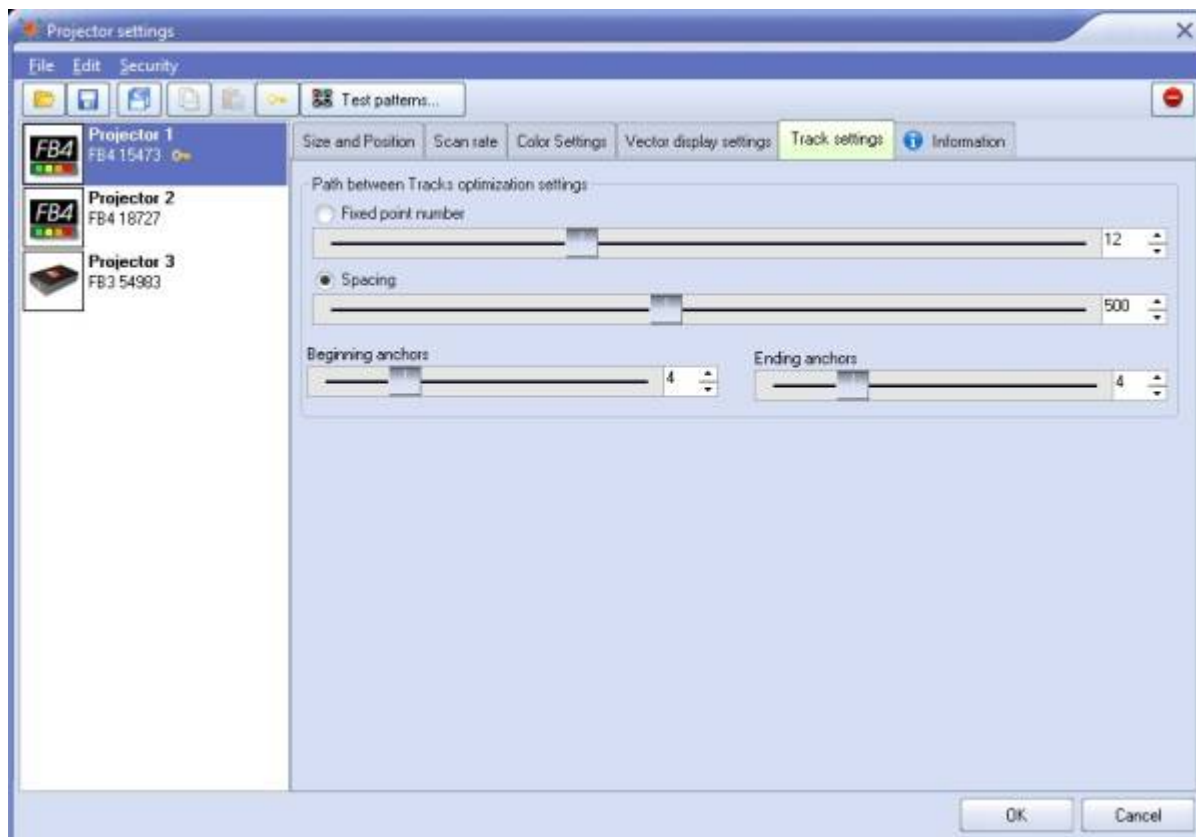 Projector settings
File Edit Security
Test patterns...
FB4 Projector 1
FB4 15473
FB4 Projector 2
FB4 18727
Projector 3
FB3 54983
Size and Position Scan rate Color Settings Vector display settings Track settings Information
Path between Tracks optimization settings
Fixed point number
12
Spacing
500
Beginning anchors
4
Ending anchors
4
OK Cancel